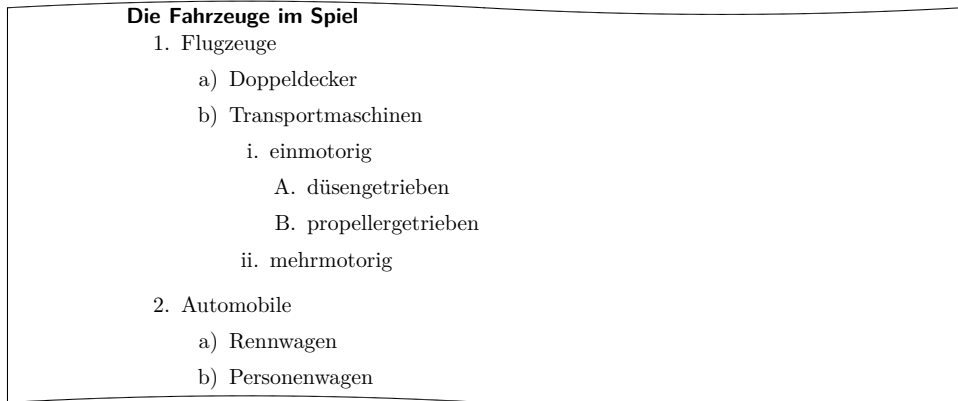 Die Fahrzeuge im Spiel
1. Flugzeuge
a) Doppeldecker
b) Transportmaschinen
i. einmotorig
A. düsengetrieben
B. propellergetrieben
ii. mehrmotorig
2. Automobile
a) Rennwagen
b) Personenwagen